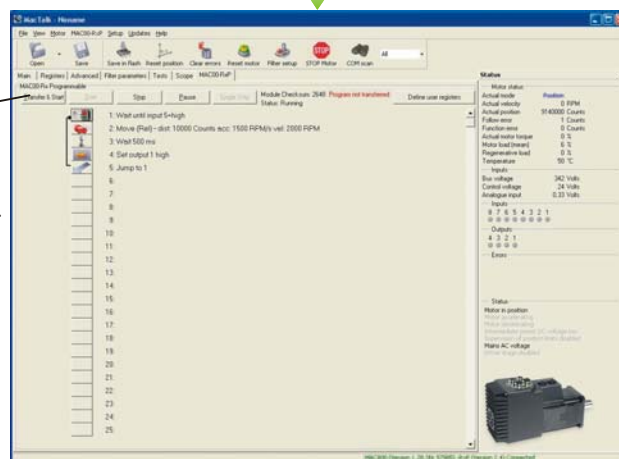 MacTalk - Noname
File View Motor MAC00-RxP Setup Updates Help
Open Save Save in flash Reset position Clear errors Reset motor Filter setup STOP Motor COM scan All
Main Registers Advanced Filter parameters Tests Scope MAC00-RxP
MAC00-Rx Programmable
Transfer & Start Stop Pause Module Checksum: 2648 Program not transferred Define user registers
Status: Running
1: Wait until input 5=high
2: Move (Rel) - dist: 10000 Counts acc: 1500 RPM/s vel: 2000 RPM
3: Wait 500 ms
4: Set output 1 high
5: Jump to 1
6:
7:
8:
9:
10:
11:
12:
13:
14:
15:
16:
17:
18:
19:
20:
21:
22:
23:
24:
25:
Status
Motor status
Actual mode Position
Actual velocity 0 RPM
Actual position 9140000 Counts
Follow error 1 Counts
Function error 0 Counts
Actual motor torque 0 %
Motor load (mean) 6 %
Regenerative load 0 %
Temperature 50 °C
Inputs
Bus voltage 342 Volts
Control voltage 24 Volts
Analogue input 0,33 Volts
Inputs
8 7 6 5 4 3 2 1
Outputs
4 3 2 1
Errors
Status
Motor in position
Motor accelerating
Motor decelerating
Mains AC voltage